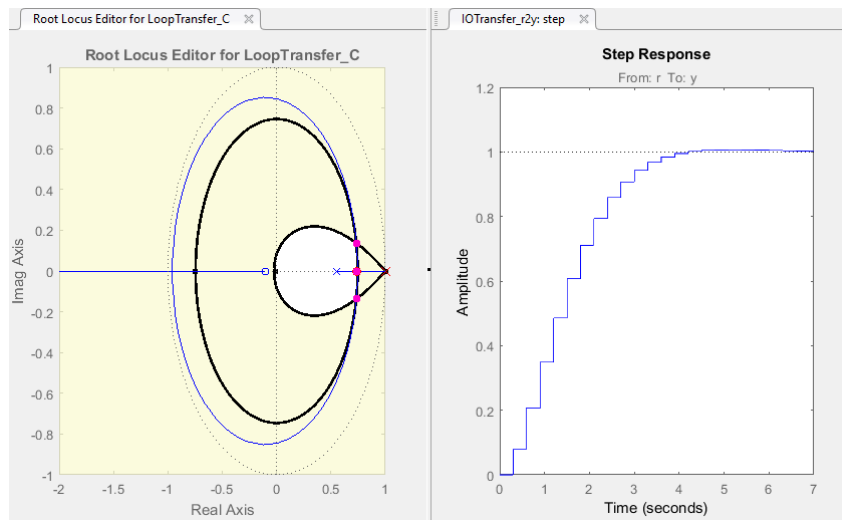 Root Locus Editor for LoopTransfer_C
Root Locus Editor for LoopTransfer_C
1
0.8
0.6
0.4
0.2
0
-0.2
-0.4
-0.6
-0.8
-1
Imag Axis
-2 -1.5 -1 -0.5 0 0.5 1
Real Axis
IOTransfer_r2y: step
Step Response
From: r To: y
1.2
1
0.8
0.6
0.4
0.2
0
Amplitude
0 1 2 3 4 5 6 7
Time (seconds)